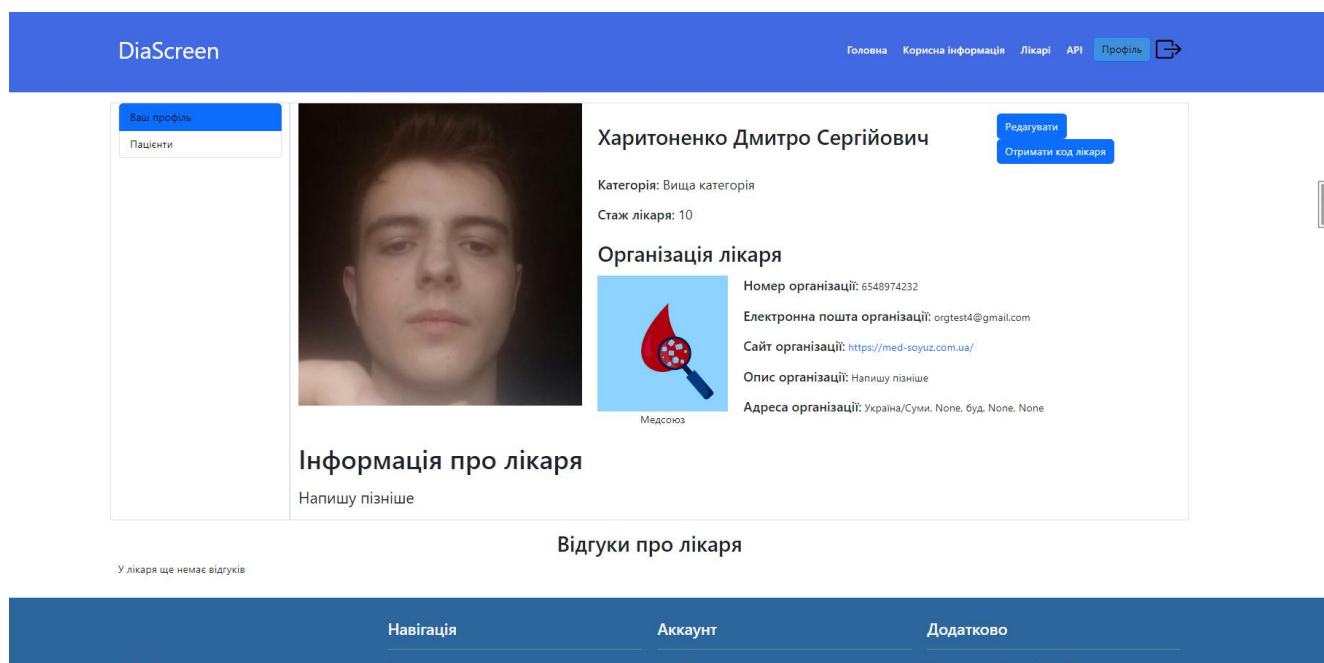 DiaScreen
Головна Корисна інформація Лікарі API Профіль
Ваш профіль
Пацієнти
Харитоненко Дмитро Сергійович
Редагувати
Отримати код лікаря
Категорія: Вища категорія
Стаж лікаря: 10
Організація лікаря
Номер організації: 6548974232
Електронна пошта організації: orgtest4@gmail.com
Сайт організації: https://med-soyuz.com.ua/
Опис організації: Напишу пізніше
Адреса організації: Україна/Суми. None, буд. None. None
Медсоюз
Інформація про лікаря
Напишу пізніше
Відгуки про лікаря
У лікаря ще немає відгуків
Навігація Аккаунт Додатково